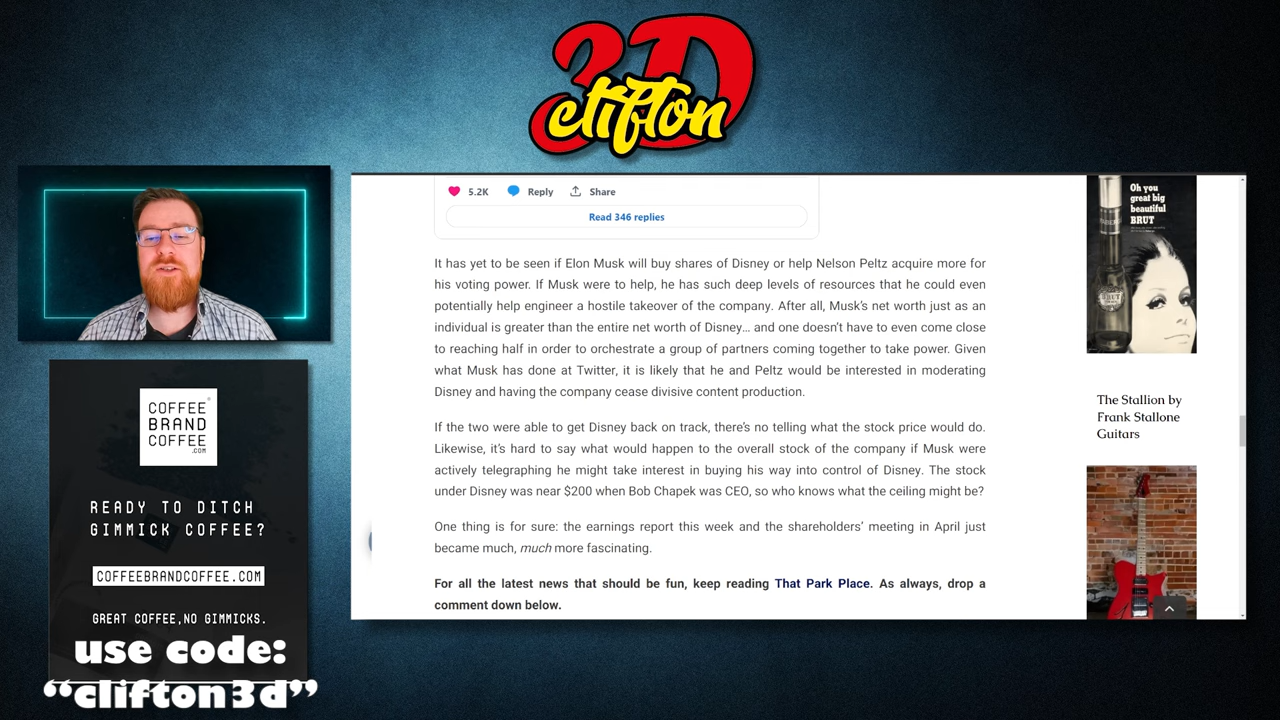 3D
clifton
5.2K Reply Share
Read 346 replies
It has yet to be seen if Elon Musk will buy shares of Disney or help Nelson Peltz acquire more for
his voting power. If Musk were to help, he has such deep levels of resources that he could even
potentially help engineer a hostile takeover of the company. After all, Musk's net worth just as an
individual is greater than the entire net worth of Disney... and one doesn't have to even come close
to reaching half in order to orchestrate a group of partners coming together to take power. Given
what Musk has done at Twitter, it is likely that he and Peltz would be interested in moderating
Disney and having the company cease divisive content production.
If the two were able to get Disney back on track, there's no telling what the stock price would do.
Likewise, it's hard to say what would happen to the overall stock of the company if Musk were
actively telegraphing he might take interest in buying his way into control of Disney. The stock
under Disney was near $200 when Bob Chapek was CEO, so who knows what the ceiling might be?
One thing is for sure: the earnings report this week and the shareholders' meeting in April just
became much, much more fascinating.
For all the latest news that should be fun, keep reading That Park Place. As always, drop a
comment down below.
Oh you
great big
beautiful
BRUT
The Stallion by
Frank Stallone
Guitars
COFFEE
BRAND
COFFEE
.COM
READY TO DITCH
GIMMICK COFFEE?
COFFEEBRANDCOFFEE.COM
GREAT COFFEE,NO GIMMICKS.
use code:
“clifton3d”